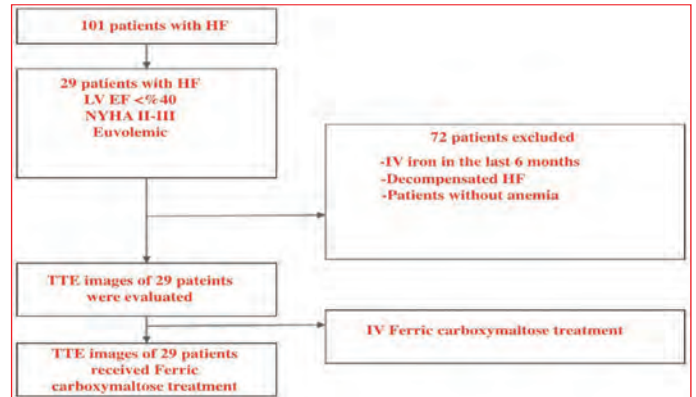 101 patients with HF
29 patients with HF
LV EF <%40
NYHA II-III
Euvolemic
72 patients excluded
-IV iron in the last 6 months
-Decompensated HF
-Patients without anemia
TTE images of 29 pateints
were evaluated
IV Ferric carboxymaltose treatment
TTE images of 29 patients
received Ferric
carboxymaltose treatment